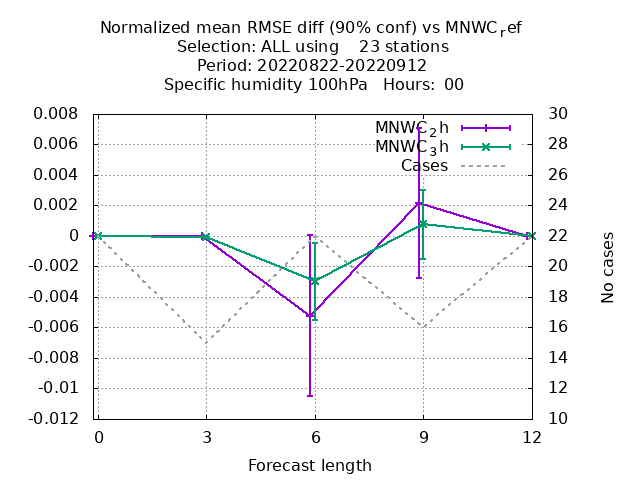 Normalized mean RMSE diff (90% conf) vs MNWC_ref
Selection: ALL using    23 stations
Period: 20220822-20220912
Specific humidity 100hPa   Hours:  00
0.008
0.006
0.004
0.002
0
-0.002
-0.004
-0.006
-0.008
-0.01
-0.012
30
28
26
24
22
20
18
16
14
12
10
MNWC_2h
MNWC_3h
Cases
No cases
0 3 6 9 12
Forecast length